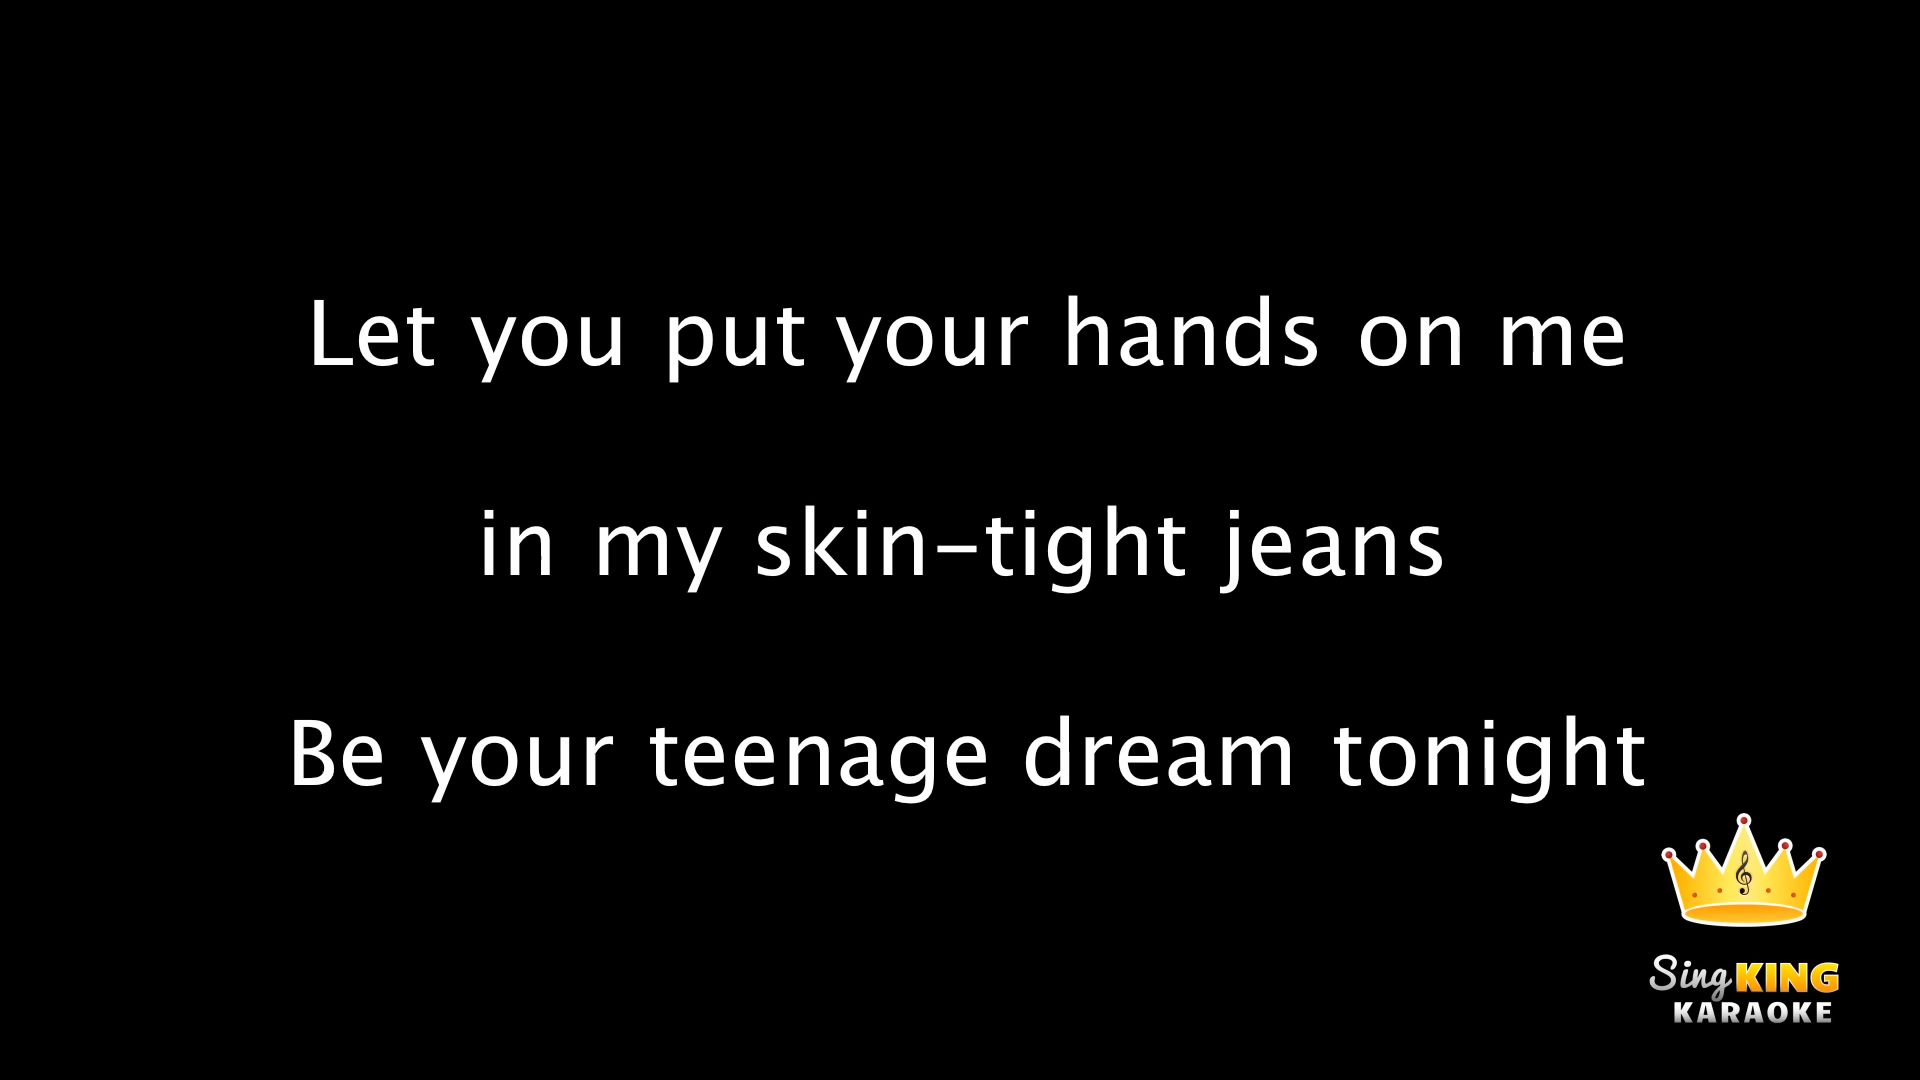 Let you put your hands on me
in my skin-tight jeans
Be your teenage dream tonight
Sing KING
KARAOKE